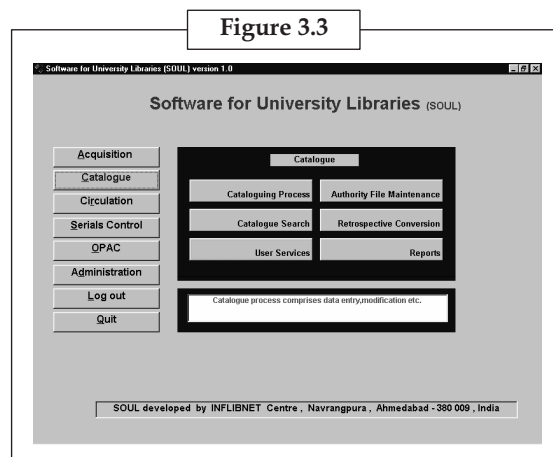 Figure 3.3
Software for University Libraries (SOUL) version 1.0
Software for University Libraries (SOUL)
Acquisition
Catalogue
Circulation
Serials Control
OPAC
Administration
Log out
Quit
Catalogue
Cataloguing Process
Authority File Maintenance
Catalogue Search
Retrospective Conversion
User Services
Reports
Catalogue process comprises data entry,modification etc.
SOUL developed by INFLIBNET Centre , Navrangpura , Ahmedabad - 380 009 , India